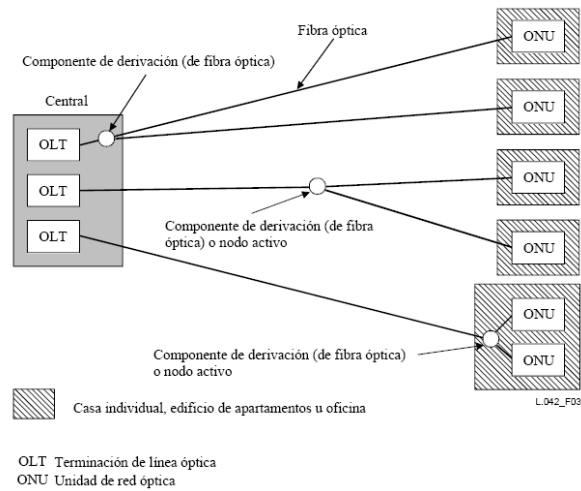 Fibra óptica
ONU
Componente de derivación (de fibra óptica)
Central
ONU
OLT
OLT
ONU
Componente de derivación (de fibra
óptica) o nodo activo
OLT
ONU
ONU
Componente de derivación (de fibra óptica)
o nodo activo
ONU
L.042_F03
Casa individual, edificio de apartamentos u oficina
OLT Terminación de línea óptica
ONU Unidad de red óptica